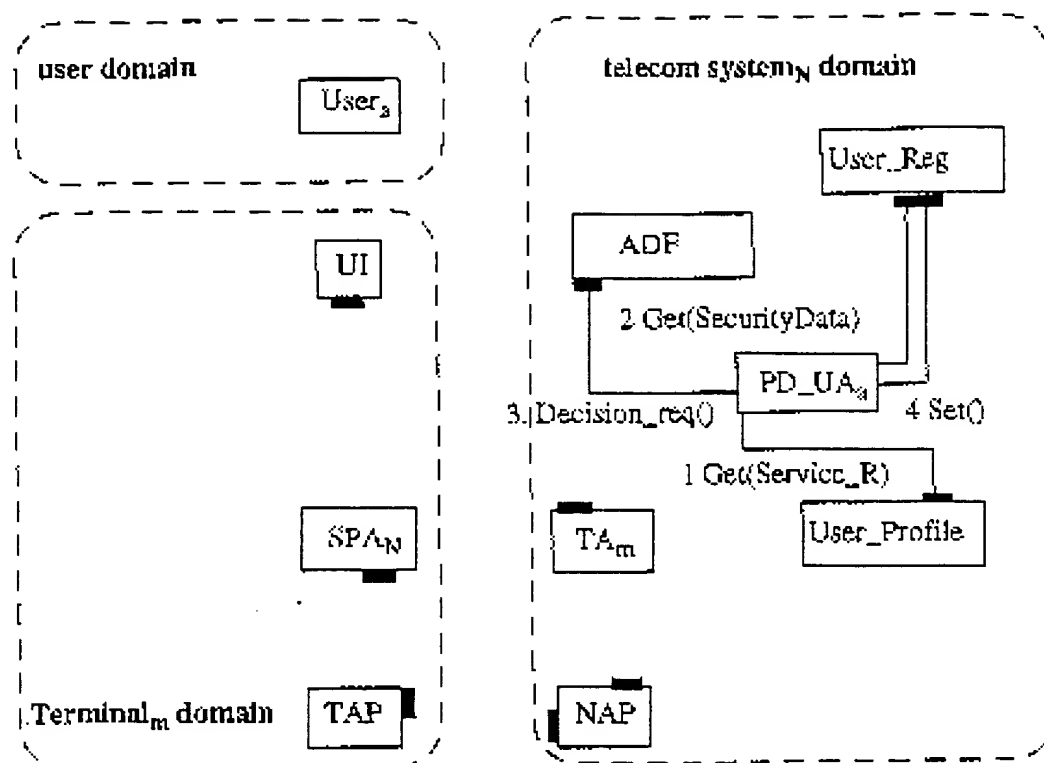 user domain
User_a
telecom system_N domain
User_Reg
ADF
UI
2 Get(SecurityData)
PD_UA_a
3. Decision_req()
4 Set()
1 Get(Service_R)
SPA_N
TA_m
User_Profile
Terminal_m domain
TAP
NAP